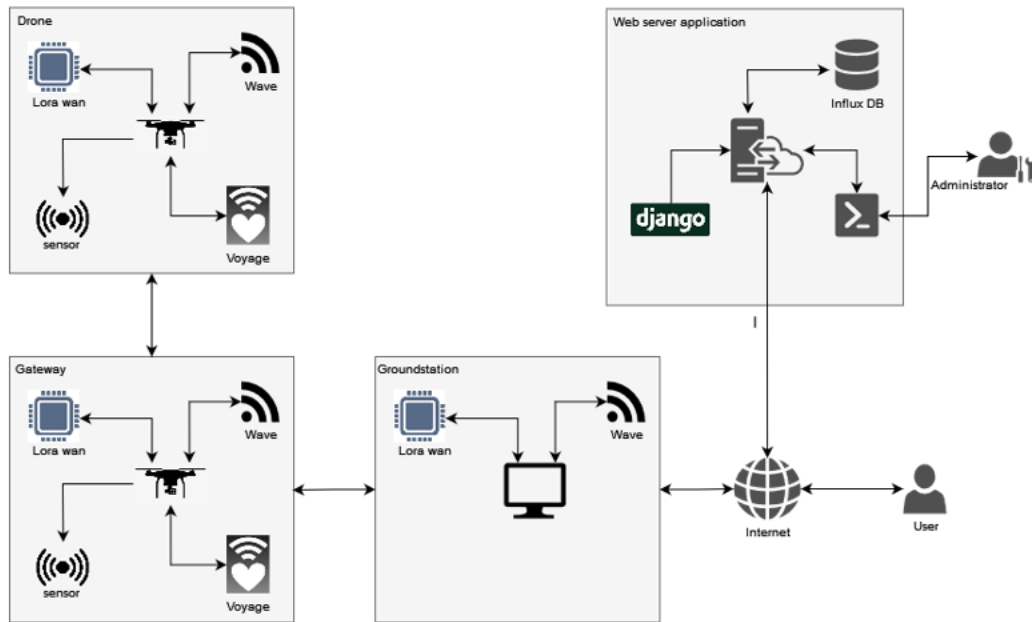 Drone
Lora wan
Wave
sensor
Voyage
Web server application
Influx DB
django
Administrator
Gateway
Lora wan
Wave
sensor
Voyage
Groundstation
Lora wan
Wave
I
Internet
User